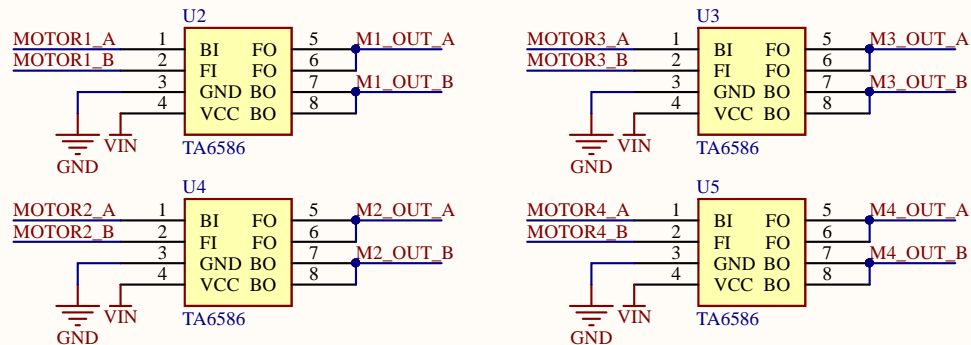 U2
MOTOR1_A 1 BI FO 5 M1_OUT_A
MOTOR1_B 2 FI FO 6
3 GND BO 7 M1_OUT_B
4 VCC BO 8
GND VIN TA6586
U3
MOTOR3_A 1 BI FO 5 M3_OUT_A
MOTOR3_B 2 FI FO 6
3 GND BO 7 M3_OUT_B
4 VCC BO 8
GND VIN TA6586
U4
MOTOR2_A 1 BI FO 5 M2_OUT_A
MOTOR2_B 2 FI FO 6
3 GND BO 7 M2_OUT_B
4 VCC BO 8
GND VIN TA6586
U5
MOTOR4_A 1 BI FO 5 M4_OUT_A
MOTOR4_B 2 FI FO 6
3 GND BO 7 M4_OUT_B
4 VCC BO 8
GND VIN TA6586